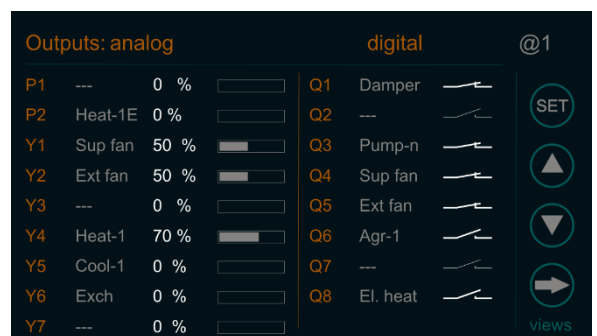 Outputs: analog digital @1
P1 --- 0 % Q1 Damper
P2 Heat-1E 0 % Q2 --- SET
Y1 Sup fan 50 % Q3 Pump-n
Y2 Ext fan 50 % Q4 Sup fan
Y3 --- 0 % Q5 Ext fan
Y4 Heat-1 70 % Q6 Agr-1
Y5 Cool-1 0 % Q7 ---
Y6 Exch 0 % Q8 El. heat
Y7 --- 0 % views